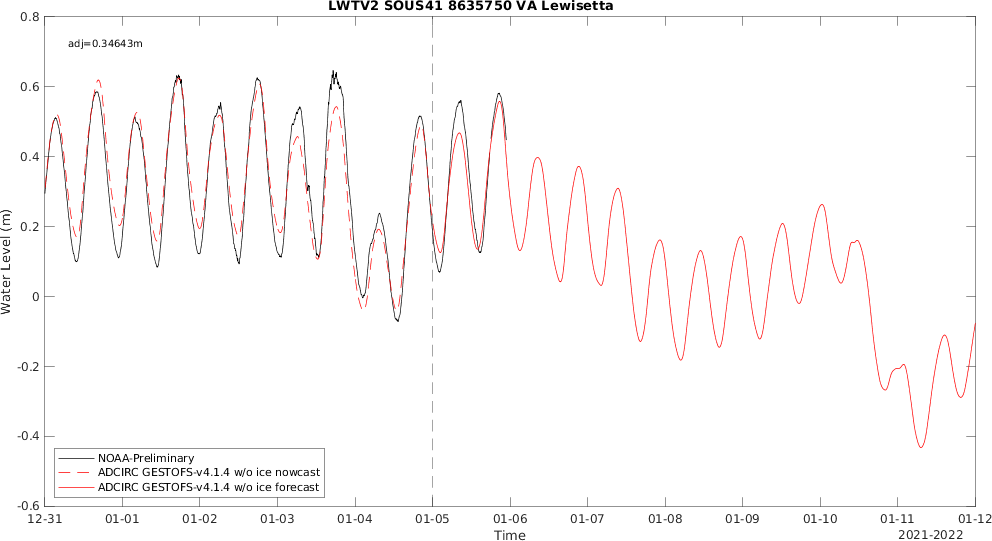 LWTV2 SOUS41 8635750 VA Lewisetta
adj=0.34643m
0.8
0.6
0.4
0.2
0
-0.2
-0.4
-0.6
Water Level (m)
NOAA-Preliminary
ADCIRC GESTOFS-v4.1.4 w/o ice nowcast
ADCIRC GESTOFS-v4.1.4 w/o ice forecast
12-31 01-01 01-02 01-03 01-04 01-05 01-06 01-07 01-08 01-09 01-10 01-11 01-12
Time
2021-2022